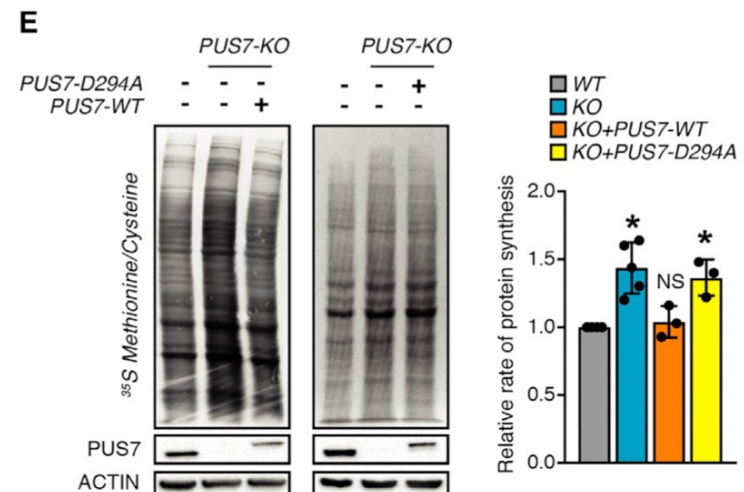 E
PUS7-KO PUS7-KO
PUS7-D294A - - - - - +
PUS7-WT - - + - - -
WT
KO
KO+PUS7-WT
KO+PUS7-D294A
³⁵S Methionine/Cysteine
PUS7
ACTIN
Relative rate of protein synthesis
2.0
1.5
1.0
0.5
0.0
*
NS
*